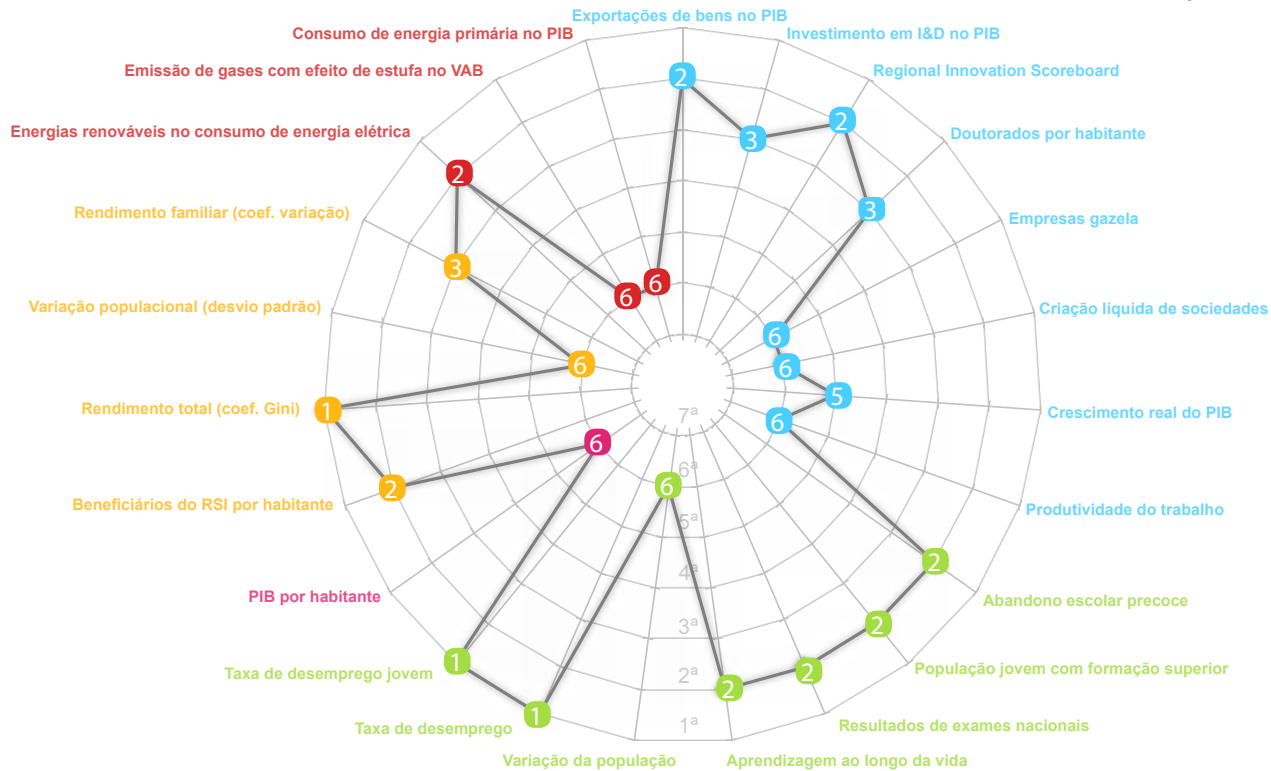 Exportações de bens no PIB
Consumo de energia primária no PIB
Investimento em I&D no PIB
Emissão de gases com efeito de estufa no VAB
Regional Innovation Scoreboard
Energias renováveis no consumo de energia elétrica
Doutorados por habitante
Rendimento familiar (coef. variação)
Empresas gazela
Variação populacional (desvio padrão)
Criação líquida de sociedades
Rendimento total (coef. Gini)
Crescimento real do PIB
Beneficiários do RSI por habitante
Produtividade do trabalho
PIB por habitante
Abandono escolar precoce
Taxa de desemprego jovem
População jovem com formação superior
Taxa de desemprego
Resultados de exames nacionais
Variação da população
Aprendizagem ao longo da vida
2
3
2
3
6
6
5
6
2
2
2
2
6
1
1
6
2
1
6
3
2
6
6
7ª
6ª
5ª
4ª
3ª
2ª
1ª